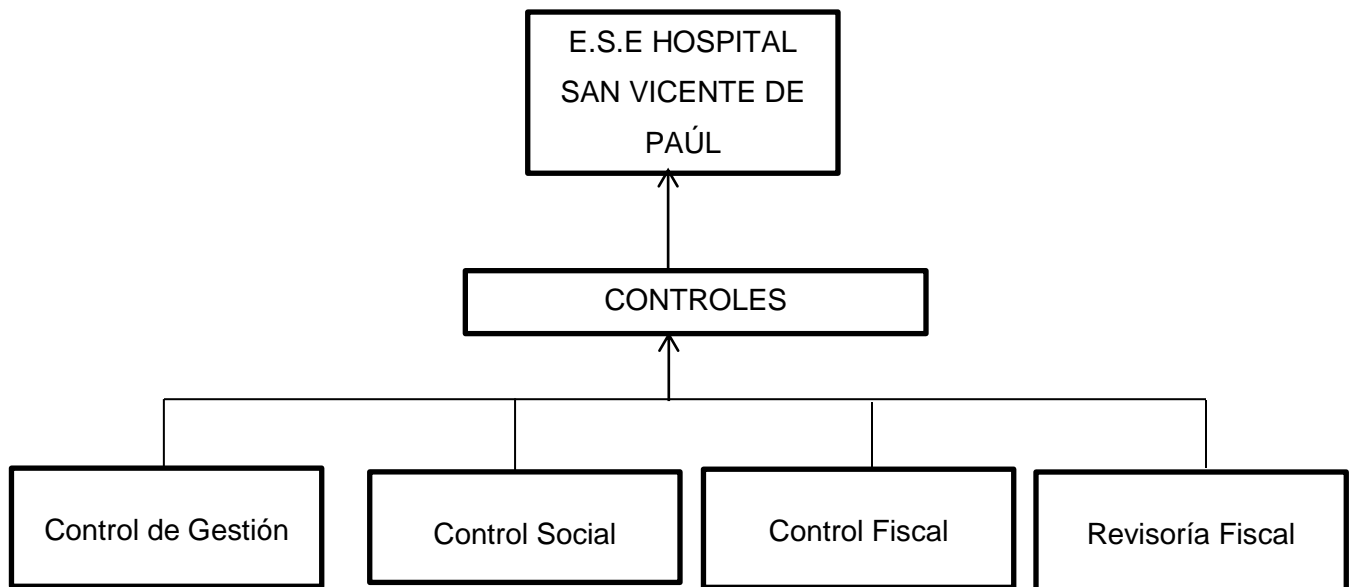 E.S.E HOSPITAL
SAN VICENTE DE
PAÚL
CONTROLES
Control de Gestión
Control Social
Control Fiscal
Revisoría Fiscal